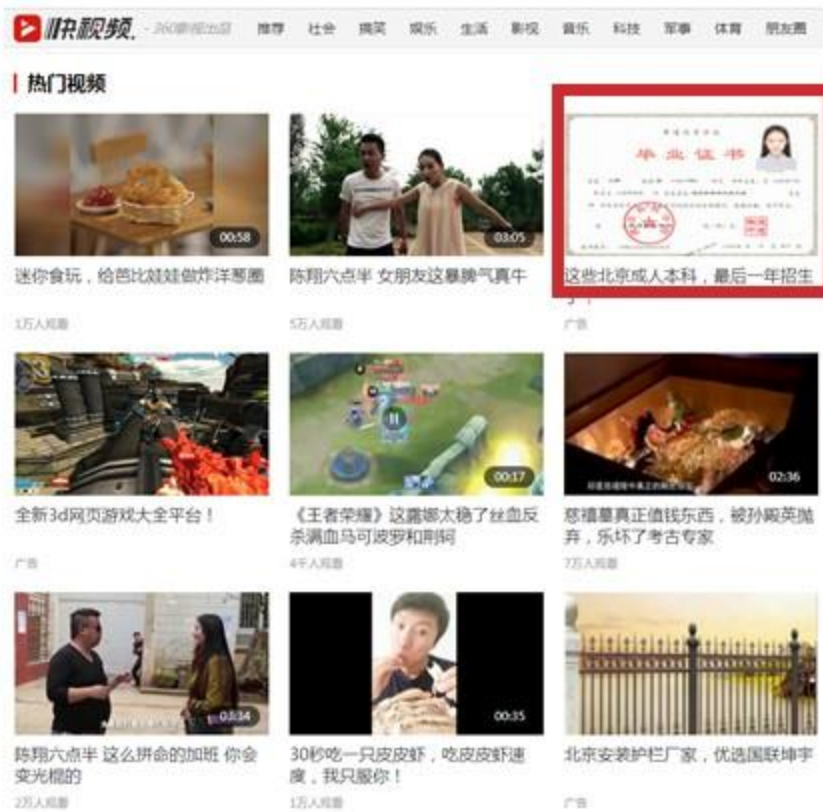 快视频.
-360影视出品
推荐 社会 搞笑 娱乐 生活 影视 音乐 科技 军事 体育 朋友圈
热门视频
00:58
03:05
毕业证书
迷你食玩，给芭比娃娃做炸洋葱圈
1万人观看
陈翔六点半 女朋友这暴脾气真牛
5万人观看
这些北京成人本科，最后一年招生
广告
00:17
02:36
全新3d网页游戏大全平台！
广告
《王者荣耀》这露娜太稳了丝血反
杀满血马可波罗和荆轲
4千人观看
慈禧墓真正值钱东西，被孙殿英抛
弃，乐坏了考古专家
7万人观看
03:34
00:35
陈翔六点半 这么拼命的加班 你会
变光棍的
2万人观看
30秒吃一只皮皮虾，吃皮皮虾速
度，我只服你！
1万人观看
北京安装护栏厂家，优选国联坤宇
广告